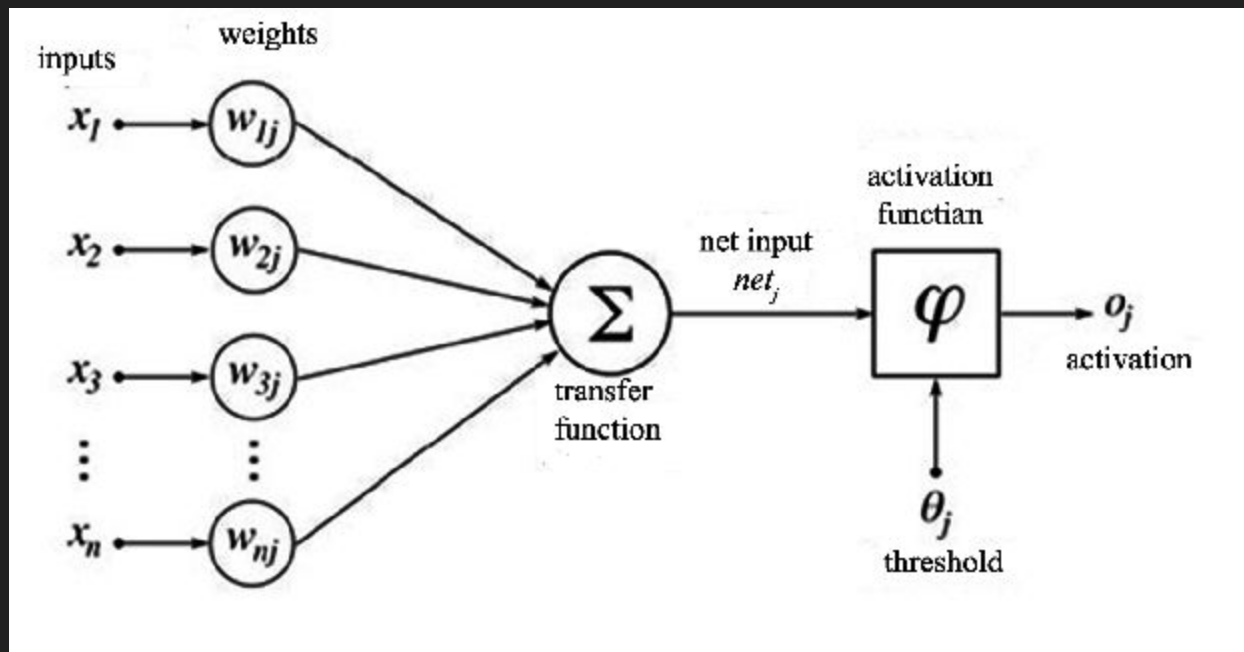 weights
inputs
x1
w1j
x2
w2j
x3
w3j
xn
wnj
Σ
transfer
function
net input
netj
activation
functian
φ
oj
activation
θj
threshold